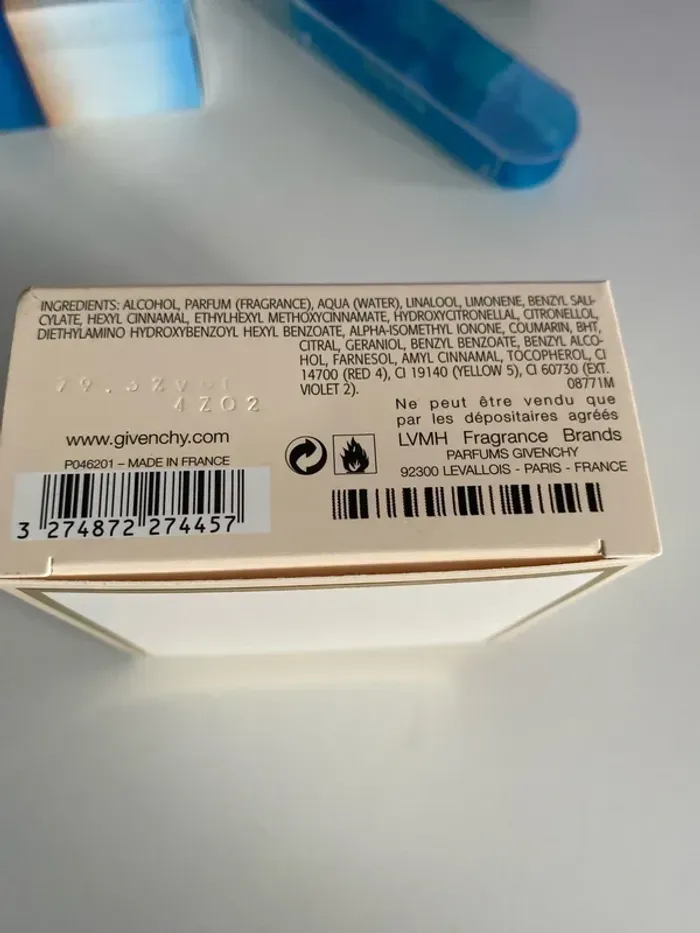 INGREDIENTS: ALCOHOL, PARFUM (FRAGRANCE), AQUA (WATER), LINALOOL, LIMONENE, BENZYL SALI-
CYLATE, HEXYL CINNAMAL, ETHYLHEXYL METHOXYCINNAMATE, HYDROXYCITRONELLAL, CITRONELLOL,
DIETHYLAMINO HYDROXYBENZOYL HEXYL BENZOATE, ALPHA-ISOMETHYL IONONE, COUMARIN, BHT,
CITRAL, GERANIOL, BENZYL BENZOATE, BENZYL ALCO-
HOL, FARNESOL, AMYL CINNAMAL, TOCOPHEROL, CI
14700 (RED 4), CI 19140 (YELLOW 5), CI 60730 (EXT.
VIOLET 2). 08771M
4Z02
Ne peut être vendu que
par les dépositaires agréés
www.givenchy.com
LVMH Fragrance Brands
PARFUMS GIVENCHY
P046201 – MADE IN FRANCE
92300 LEVALLOIS - PARIS - FRANCE
3 274872 274457